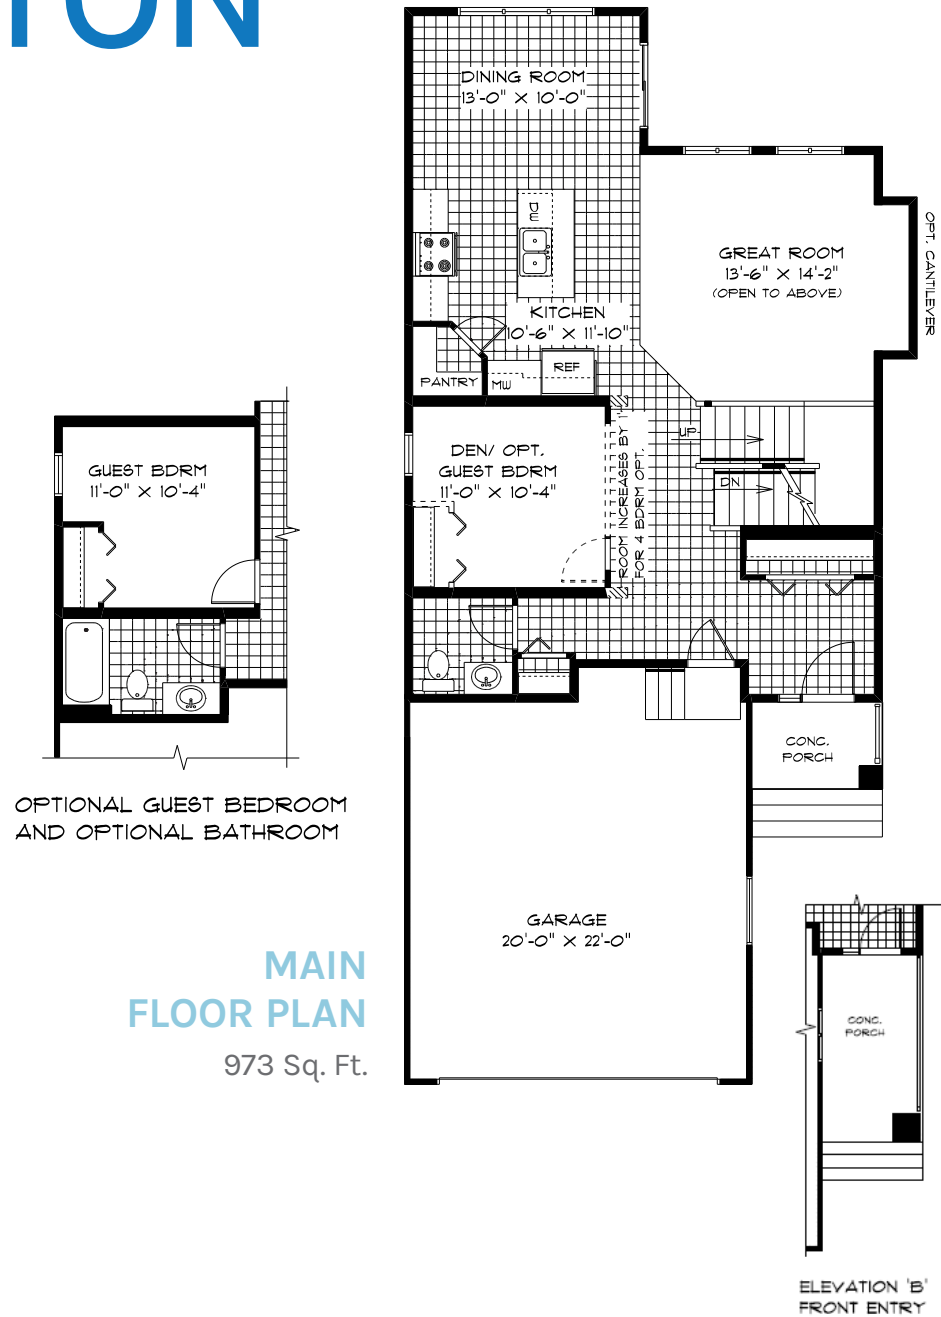 TON
DINING ROOM
13'-0" X 10'-0"
GREAT ROOM
13'-6" X 14'-2"
(OPEN TO ABOVE)
OPT. CANTILEVER
KITCHEN
10'-6" X 11'-10"
REF
PANTRY
MW
DW
DEN/ OPT.
GUEST BDRM
11'-0" X 10'-4"
ROOM INCREASES BY 1'
FOR 4 BDRM OPT.
UP
DN
GUEST BDRM
11'-0" X 10'-4"
CONC.
PORCH
OPTIONAL GUEST BEDROOM
AND OPTIONAL BATHROOM
GARAGE
20'-0" X 22'-0"
MAIN
FLOOR PLAN
973 Sq. Ft.
CONC.
PORCH
ELEVATION 'B'
FRONT ENTRY